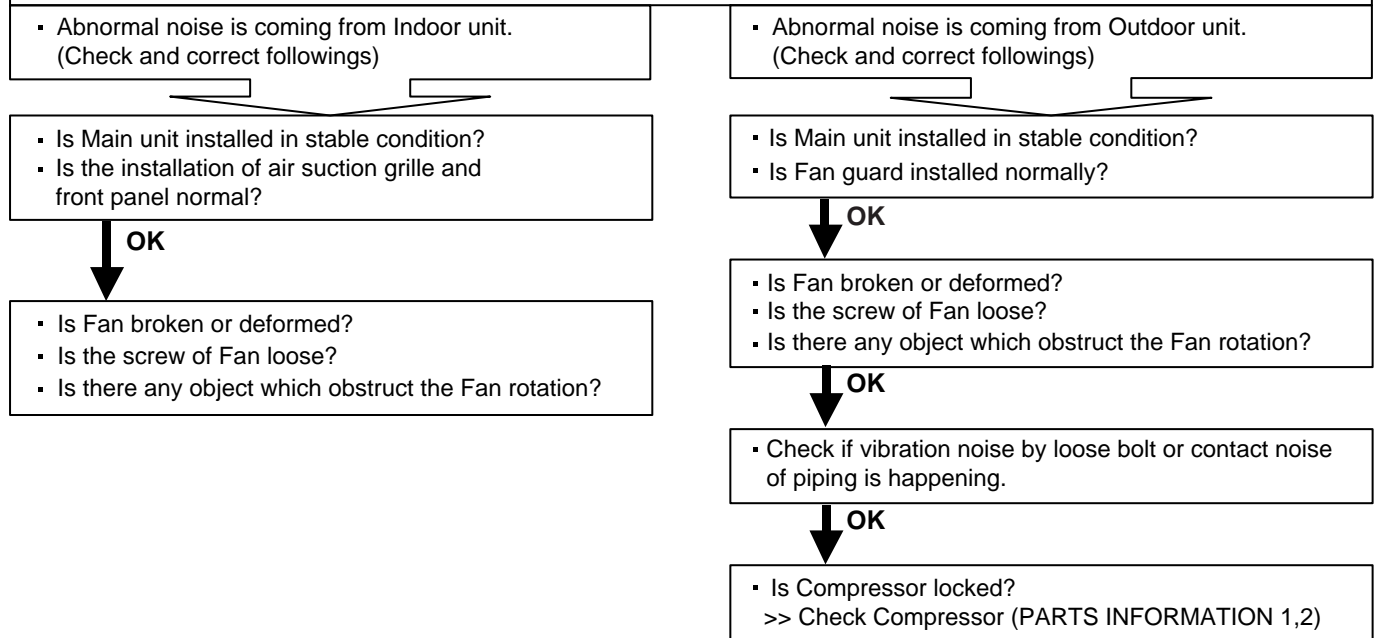 ▪ Abnormal noise is coming from Indoor unit.
(Check and correct followings)
▪ Is Main unit installed in stable condition?
▪ Is the installation of air suction grille and
front panel normal?
OK
▪ Is Fan broken or deformed?
▪ Is the screw of Fan loose?
▪ Is there any object which obstruct the Fan rotation?
▪ Abnormal noise is coming from Outdoor unit.
(Check and correct followings)
▪ Is Main unit installed in stable condition?
▪ Is Fan guard installed normally?
OK
▪ Is Fan broken or deformed?
▪ Is the screw of Fan loose?
▪ Is there any object which obstruct the Fan rotation?
OK
▪ Check if vibration noise by loose bolt or contact noise
of piping is happening.
OK
▪ Is Compressor locked?
>> Check Compressor (PARTS INFORMATION 1,2)